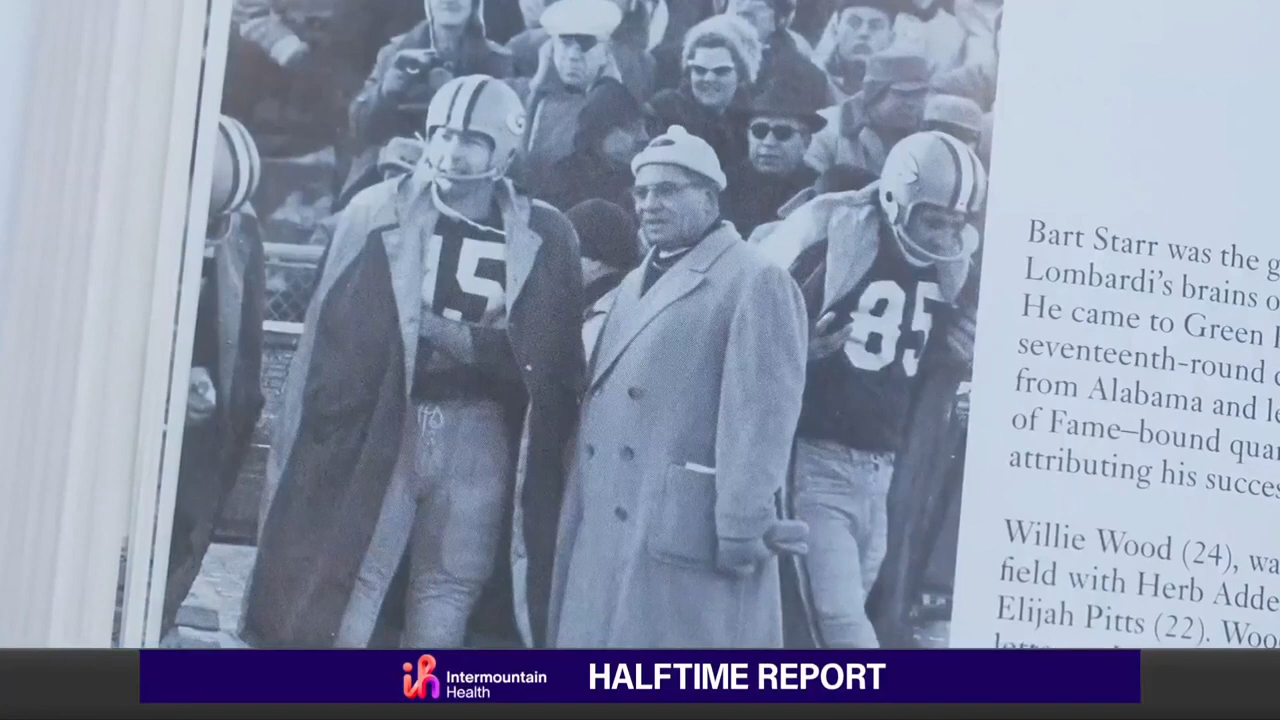 15
85
G
Bart Starr was the g
Lombardi's brains o
He came to Green
seventeenth-round
from Alabama and le
of Fame–bound quar
attributing his succes
Willie Wood (24), wa
field with Herb Adde
Elijah Pitts (22). Woo
Intermountain
Health
HALFTIME REPORT